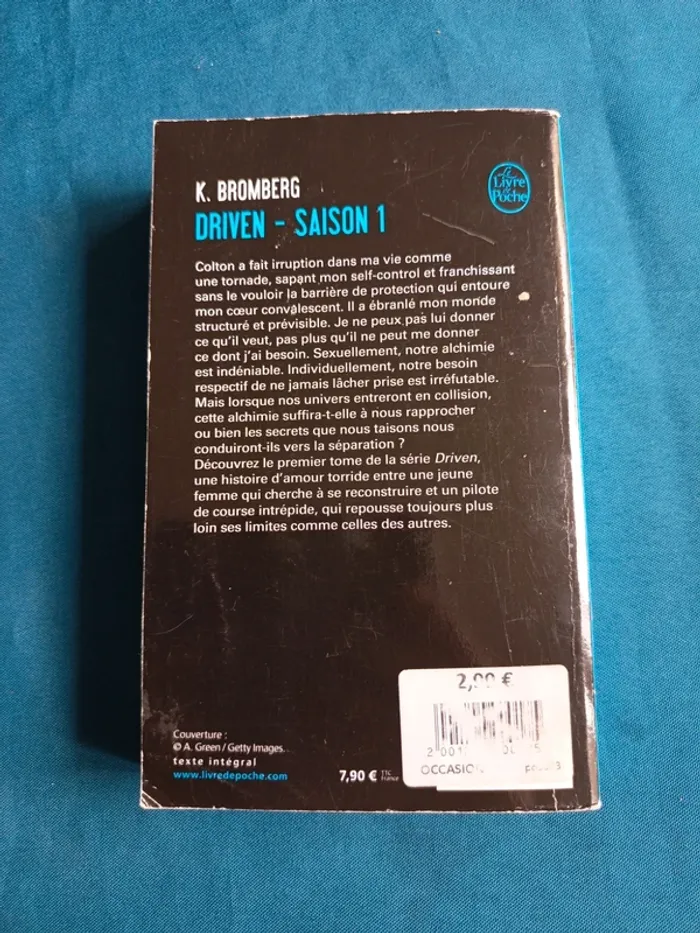 K. BROMBERG
Le
Livre
de
Poche
DRIVEN - SAISON 1
Colton a fait irruption dans ma vie comme
une tornade, sapant mon self-control et franchissant
sans le vouloir la barrière de protection qui entoure
mon cœur convalescent. Il a ébranlé mon monde
structuré et prévisible. Je ne peux pas lui donner
ce qu'il veut, pas plus qu'il ne peut me donner
ce dont j'ai besoin. Sexuellement, notre alchimie
est indéniable. Individuellement, notre besoin
respectif de ne jamais lâcher prise est irréfutable.
Mais lorsque nos univers entreront en collision,
cette alchimie suffira-t-elle à nous rapprocher
ou bien les secrets que nous taisons nous
conduiront-ils vers la séparation ?
Découvrez le premier tome de la série Driven,
une histoire d'amour torride entre une jeune
femme qui cherche à se reconstruire et un pilote
de course intrépide, qui repousse toujours plus
loin ses limites comme celles des autres.
2,00 €
OCCASION
Couverture :
© A. Green / Getty Images.
texte intégral
www.livredepoche.com
7,90 € TTC
France